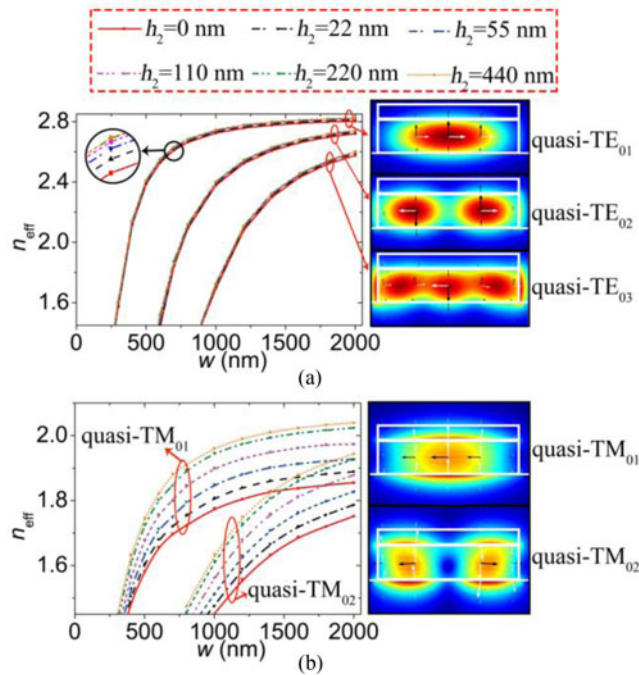 h₂=0 nm h₂=22 nm h₂=55 nm
h₂=110 nm h₂=220 nm h₂=440 nm
2.8
2.4
2.0
1.6
n_eff
0 500 1000 1500 2000
w (nm)
quasi-TE₀₁
quasi-TE₀₂
quasi-TE₀₃
(a)
quasi-TM₀₁
quasi-TM₀₂
2.0
1.8
1.6
n_eff
0 500 1000 1500 2000
w (nm)
quasi-TM₀₁
quasi-TM₀₂
(b)